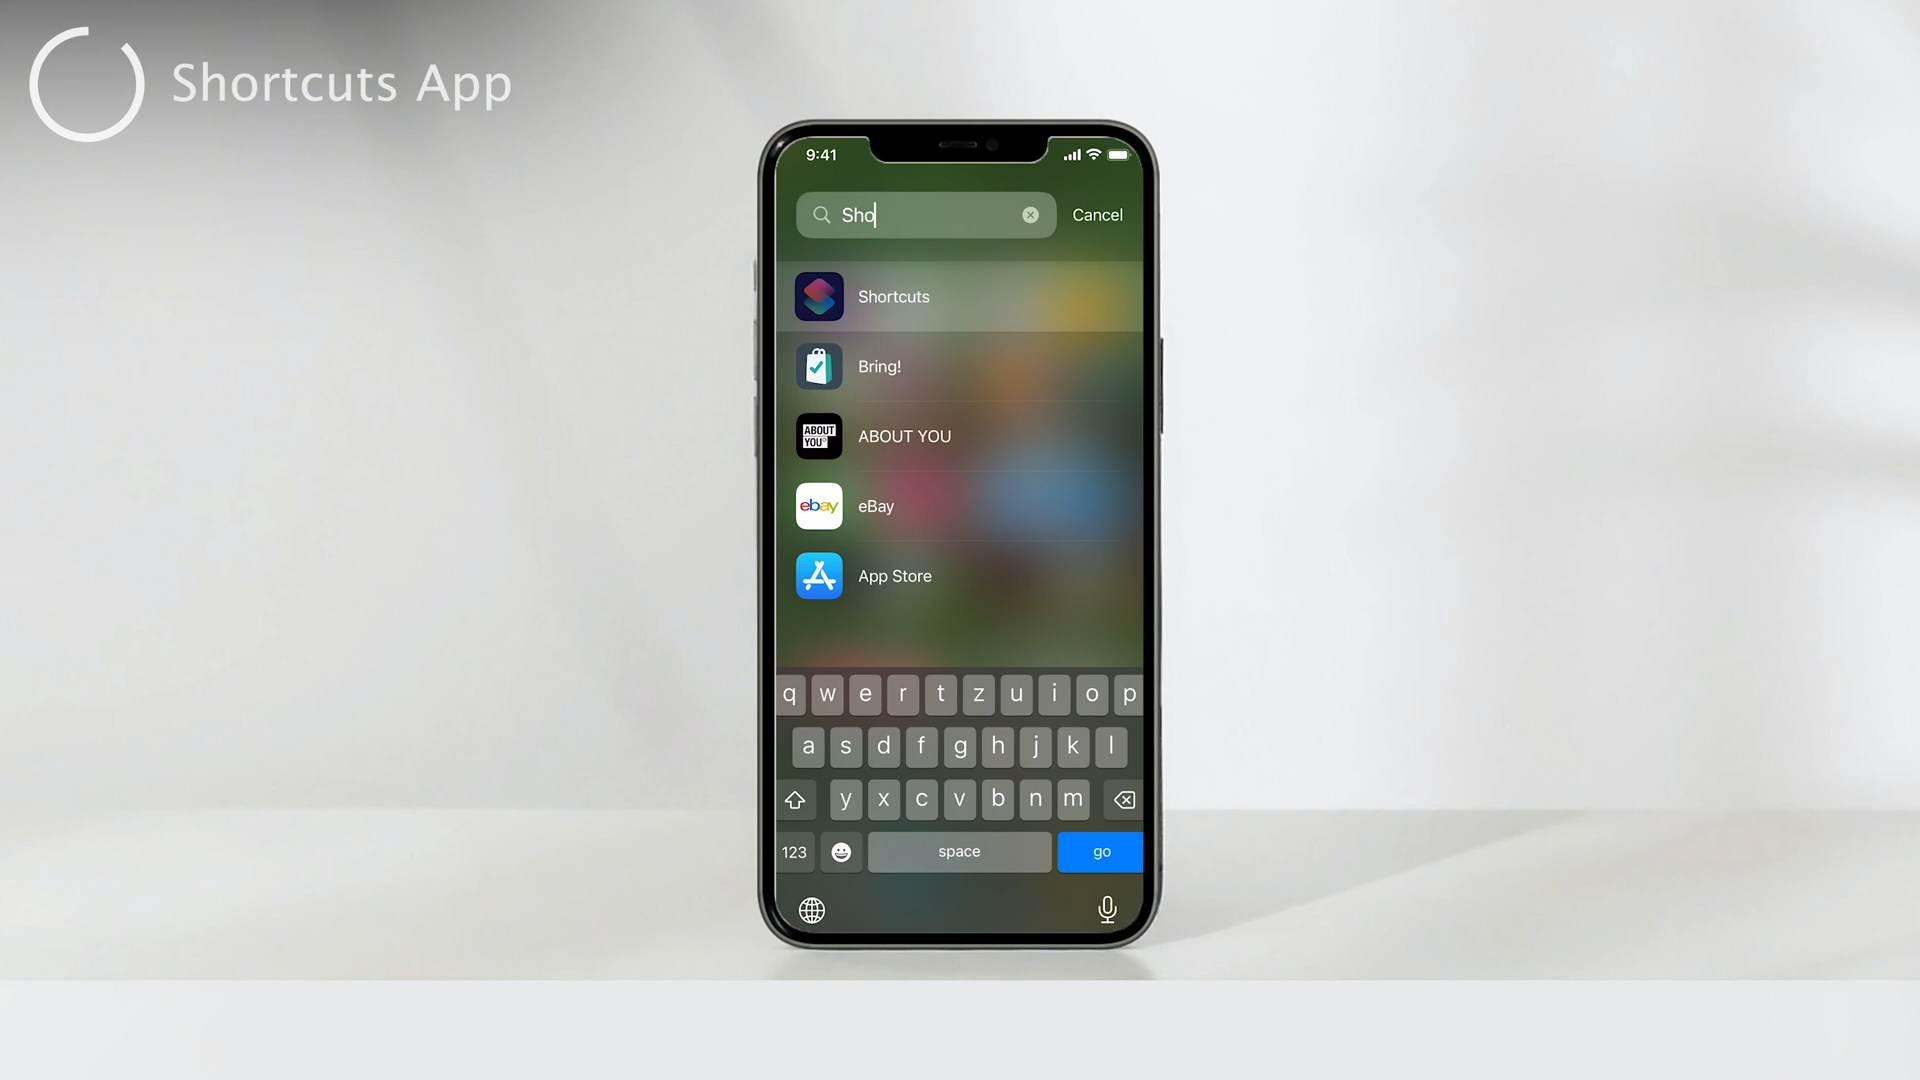 Shortcuts App
9:41
Sho
Cancel
Shortcuts
Bring!
ABOUT
YOU
ABOUT YOU
ebay
eBay
App Store
q w e r t z u i o p
a s d f g h j k l
y x c v b n m
123 space go